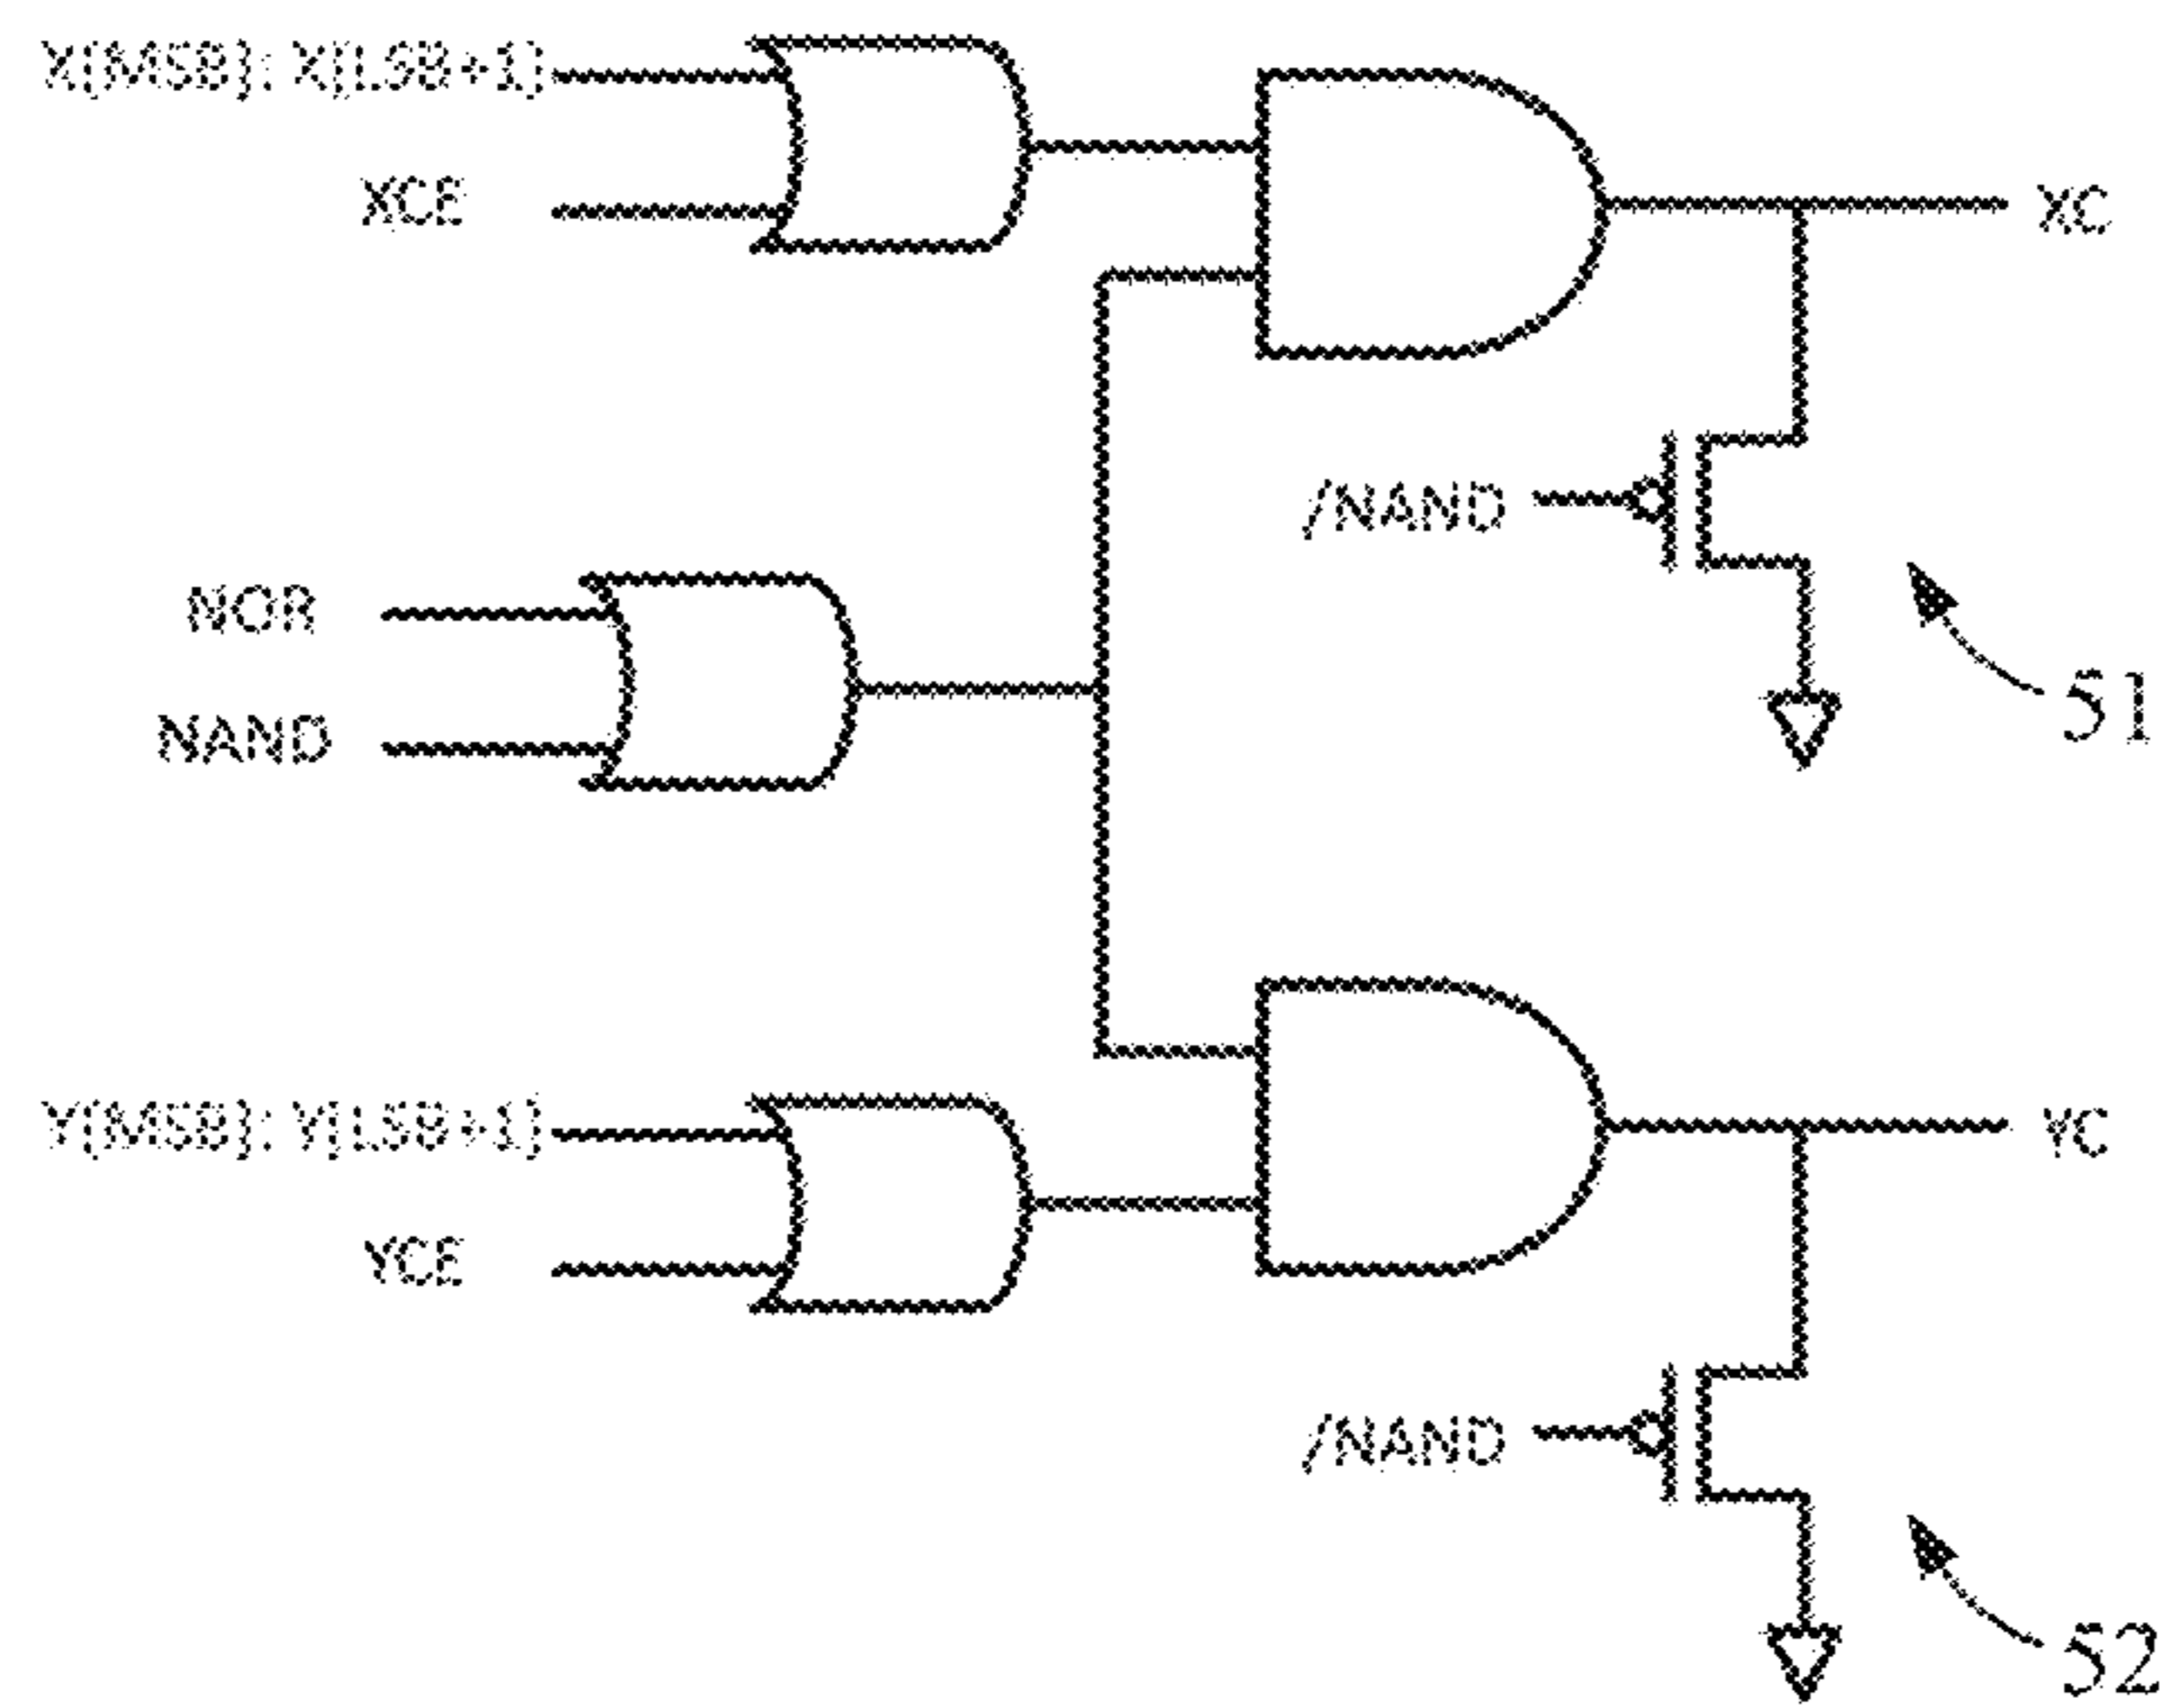 X[MSB]: X[LSB+1]
XCE
XC
/NAND
NOR
51
NAND
Y[MSB]: Y[LSB+1]
YC
YCE
/NAND
52